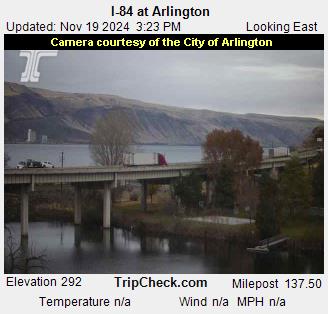 I-84 at Arlington
Updated: Nov 19 2024 3:23 PM Looking East
Camera courtesy of the City of Arlington
Elevation 292 TripCheck.com Milepost 137.50
Temperature n/a Wind n/a MPH n/a